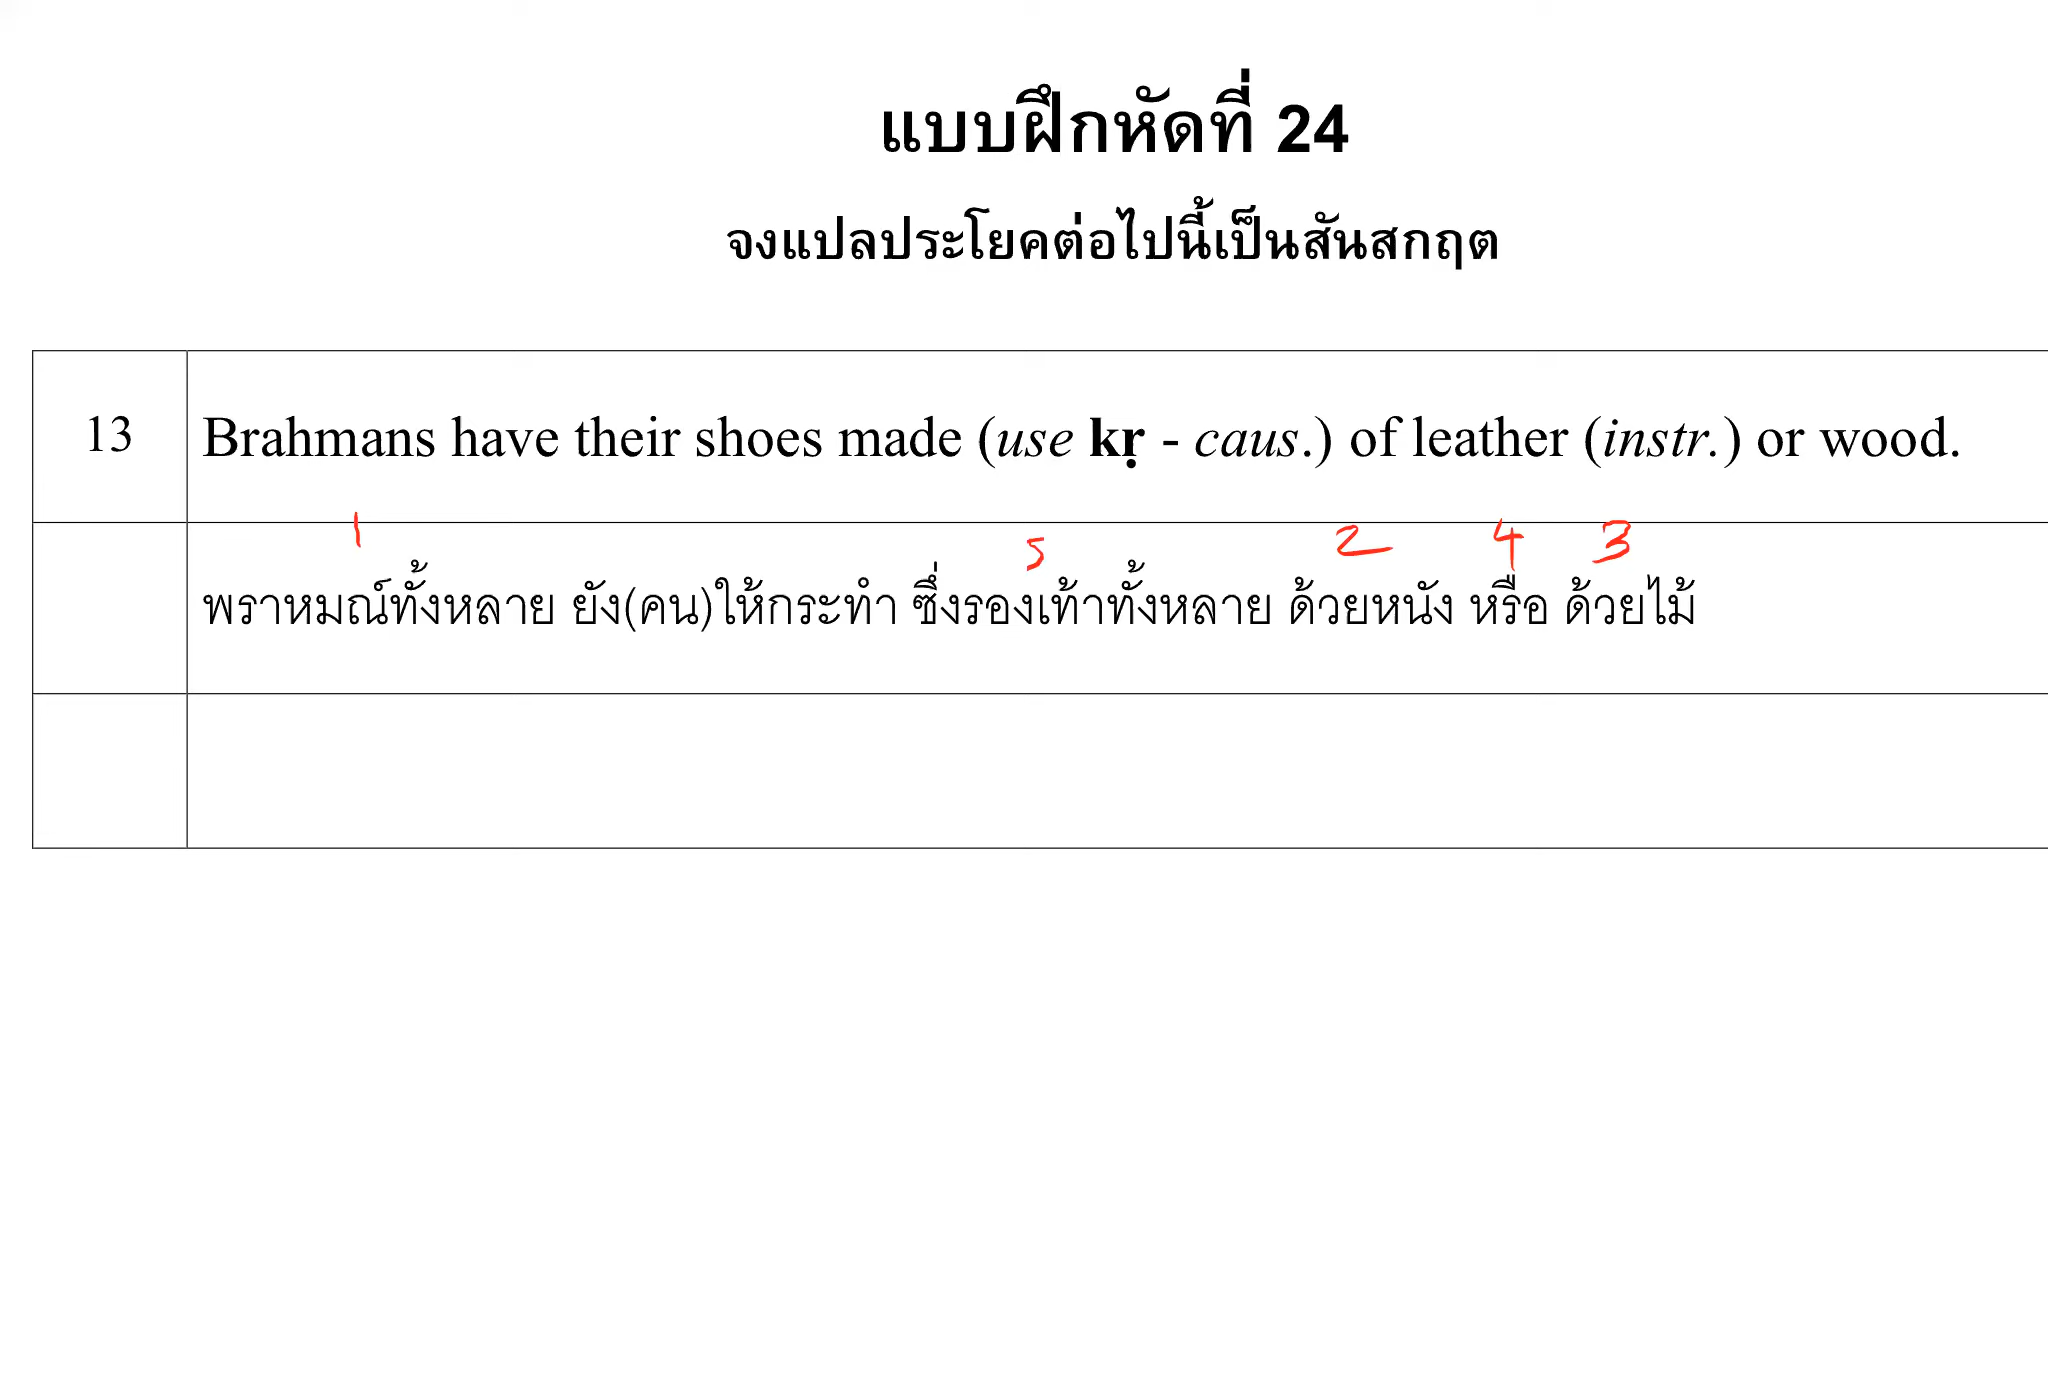 แบบฝึกหัดที่ 24
จงแปลประโยคต่อไปนี้เป็นสันสกฤต
13 Brahmans have their shoes made (use kṛ - caus.) of leather (instr.) or wood.
1 5 2 4 3
พราหมณ์ทั้งหลาย ยัง(คน)ให้กระทำ ซึ่งรองเท้าทั้งหลาย ด้วยหนัง หรือ ด้วยไม้